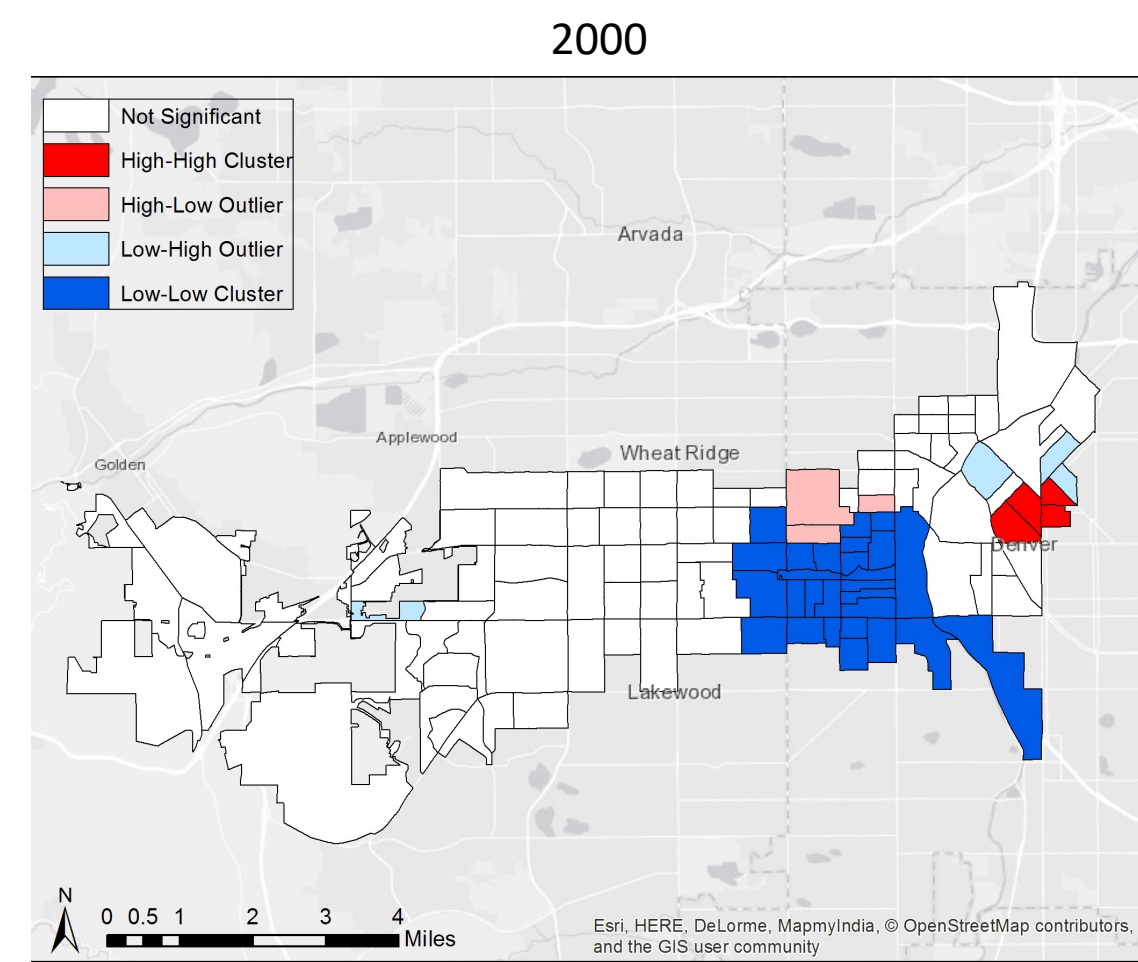 2000
Not Significant
High-High Cluster
High-Low Outlier
Low-High Outlier
Low-Low Cluster
Arvada
Applewood
Wheat Ridge
Golden
Denver
Lakewood
N
0 0.5 1 2 3 4
Miles
Esri, HERE, DeLorme, MapmyIndia, © OpenStreetMap contributors,
and the GIS user community